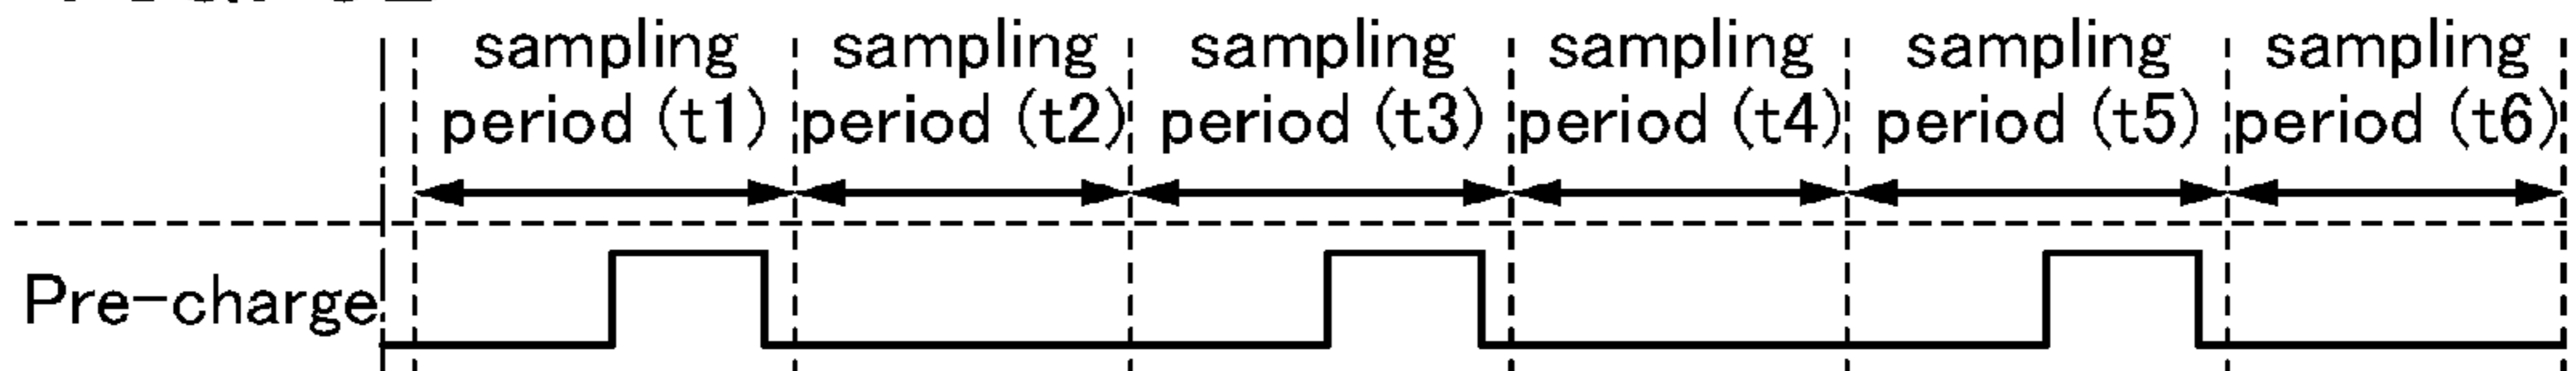 sampling period (t1)
sampling period (t2)
sampling period (t3)
sampling period (t4)
sampling period (t5)
sampling period (t6)
Pre-charge